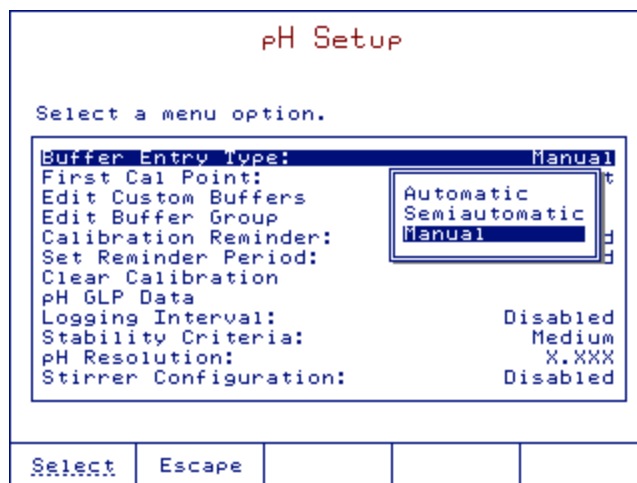 pH Setup
Select a menu option.
Buffer Entry Type: Manual
First Cal Point: t
Edit Custom Buffers
Edit Buffer Group
Calibration Reminder: d
Set Reminder Period: d
Automatic
Semiautomatic
Manual
Clear Calibration
pH GLP Data
Logging Interval: Disabled
Stability Criteria: Medium
pH Resolution: X.XXX
Stirrer Configuration: Disabled
Select Escape